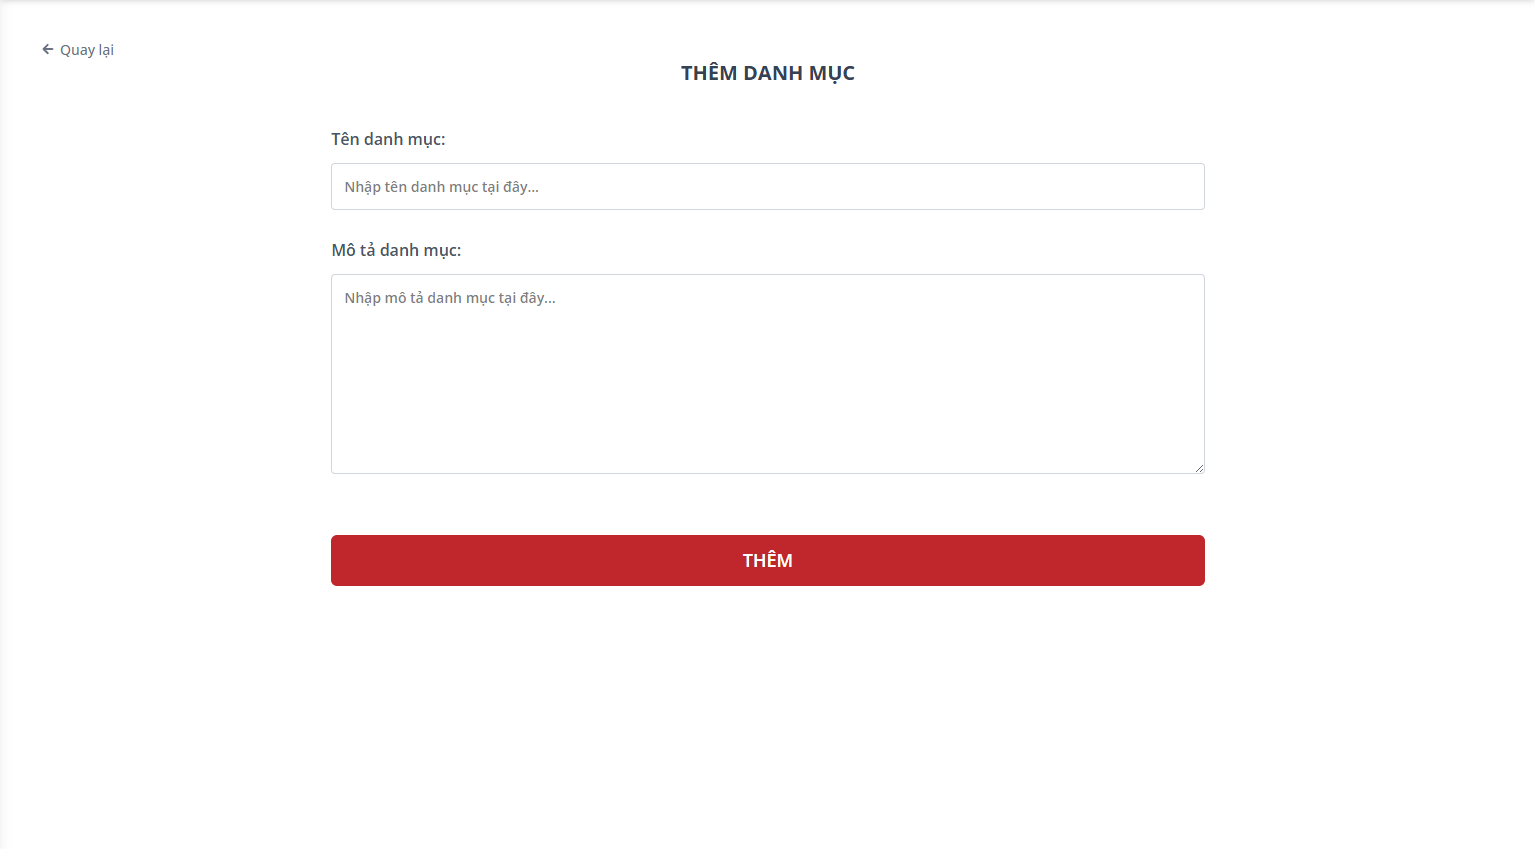 Quay lại
THÊM DANH MỤC
Tên danh mục:
Nhập tên danh mục tại đây...
Mô tả danh mục:
Nhập mô tả danh mục tại đây...
THÊM